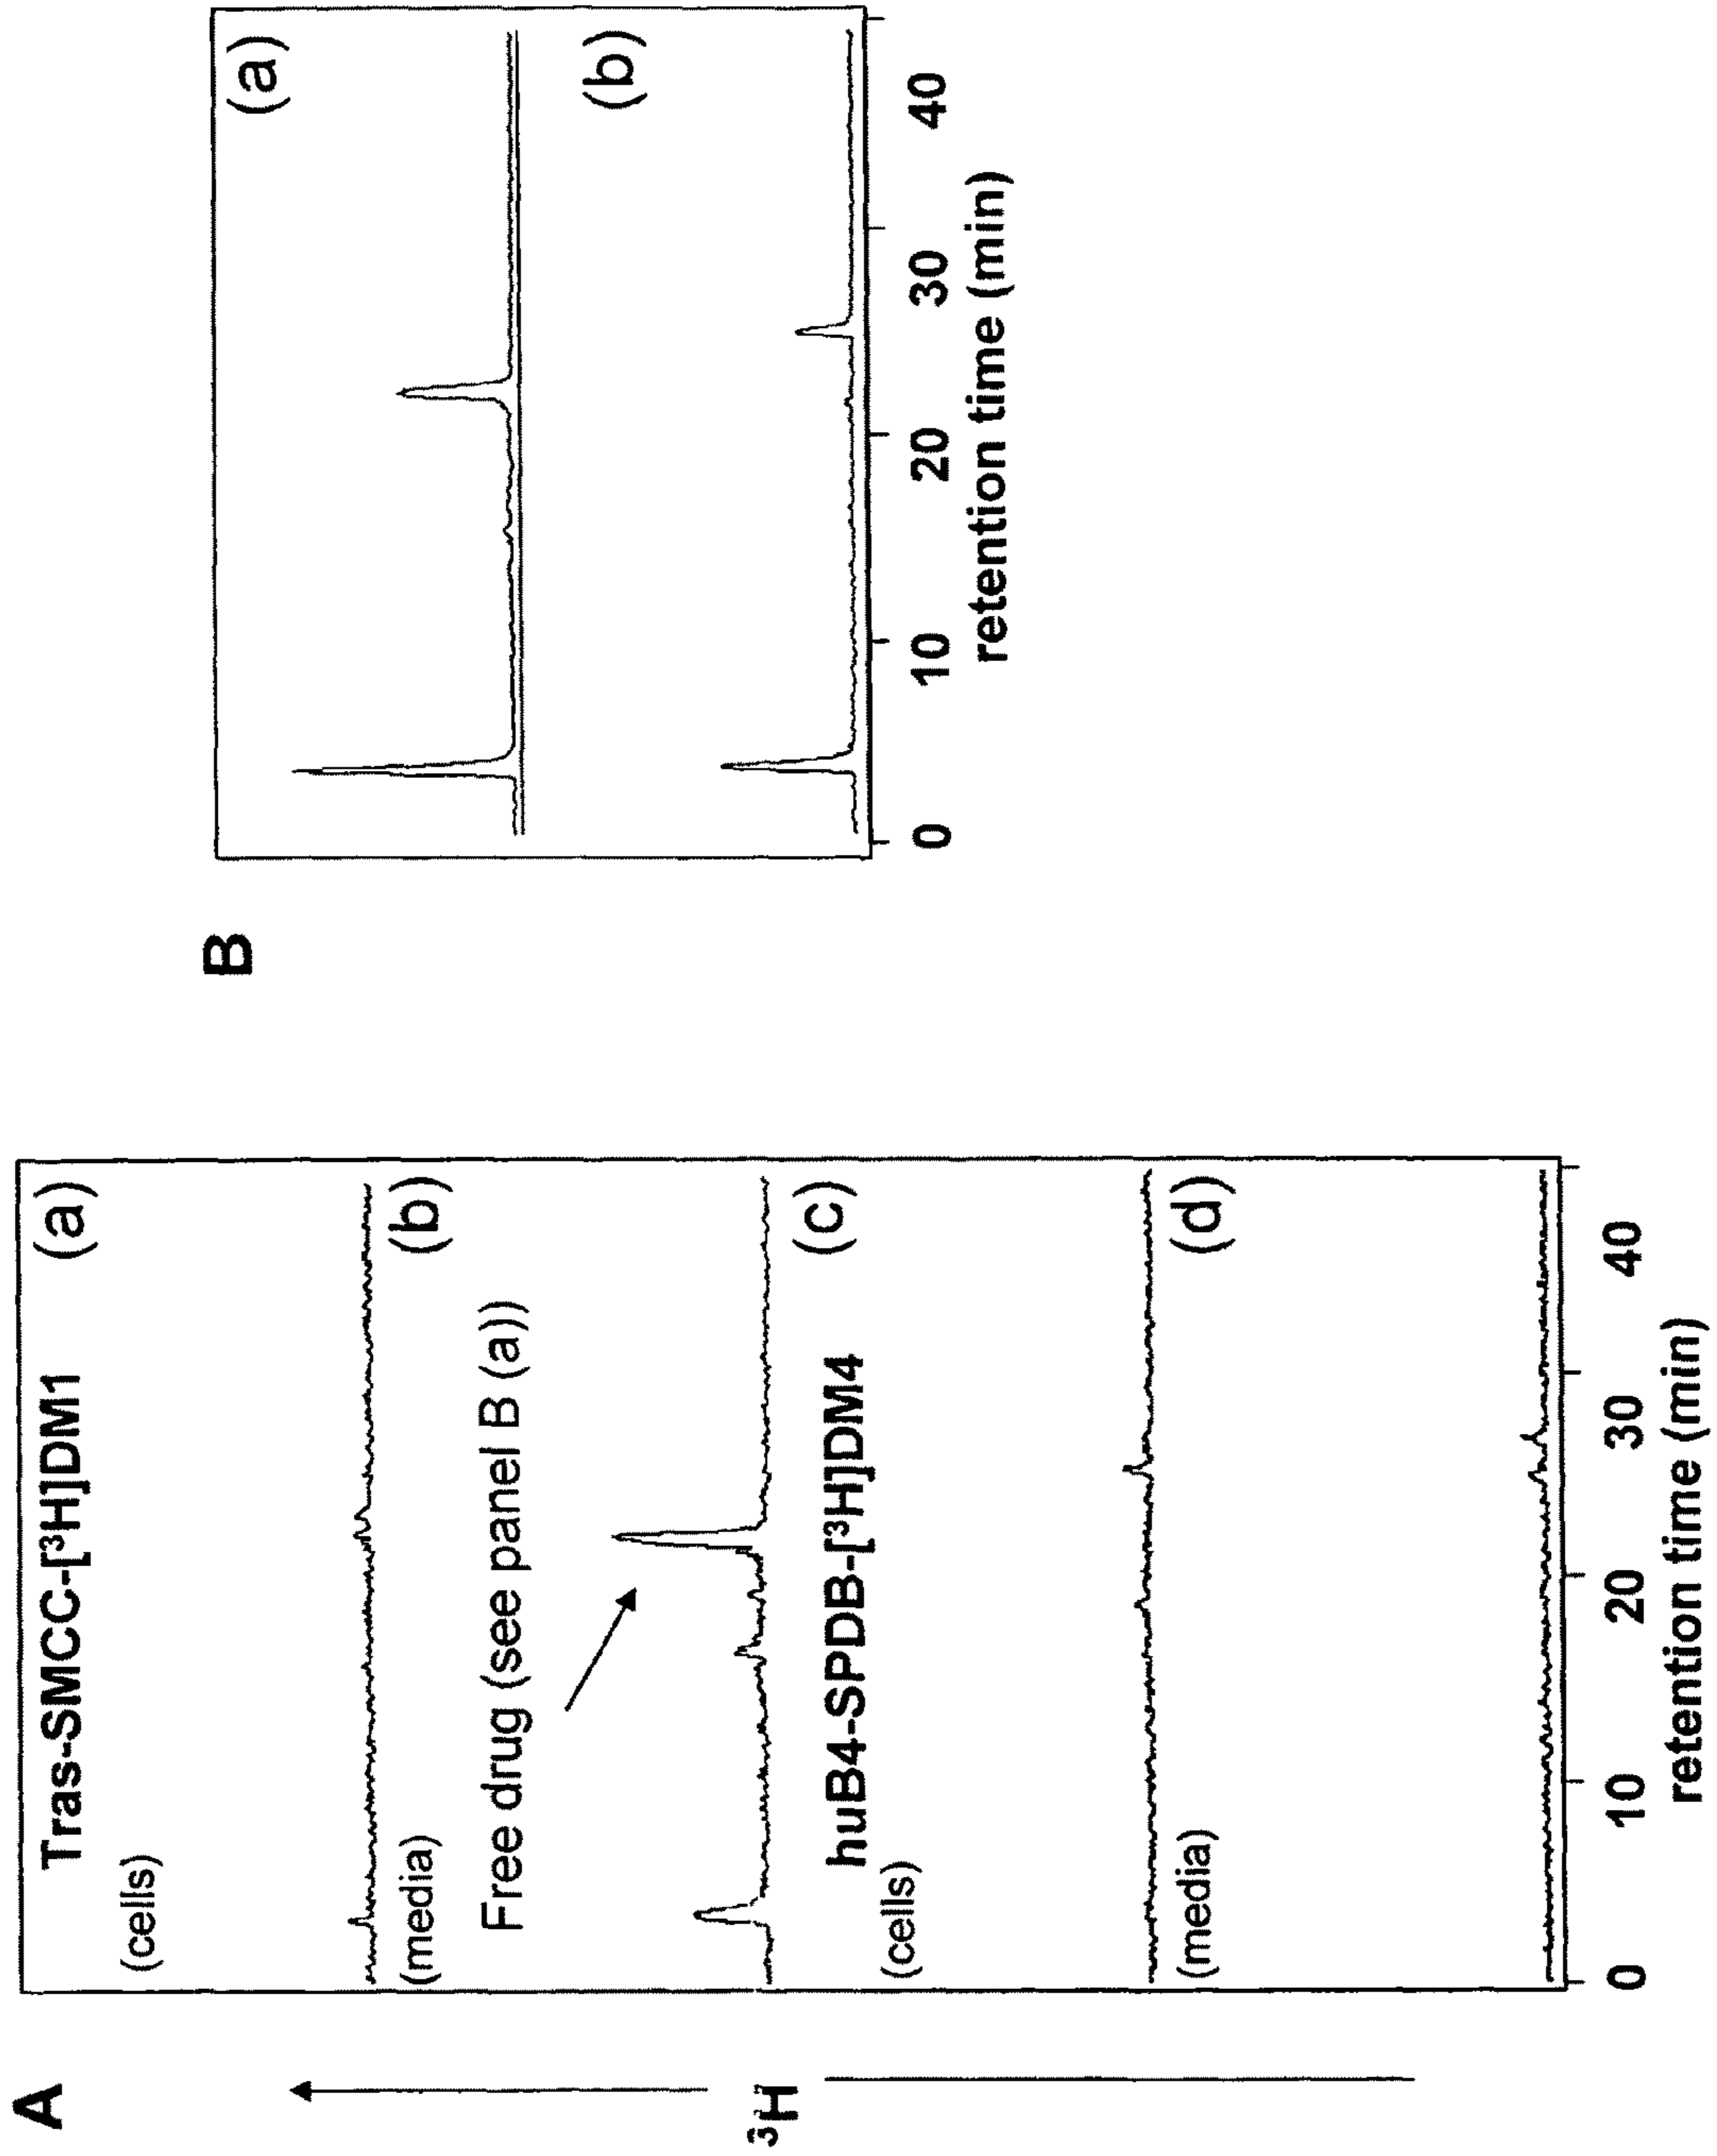 A
Tras-SMCC-[³H]DM1
(a)
(cells)
(b)
(media)
Free drug (see panel B (a))
(c)
huB4-SPDB-[³H]DM4
(cells)
(d)
(media)
³H
0 10 20 30 40
retention time (min)
B
(a)
(b)
0 10 20 30 40
retention time (min)